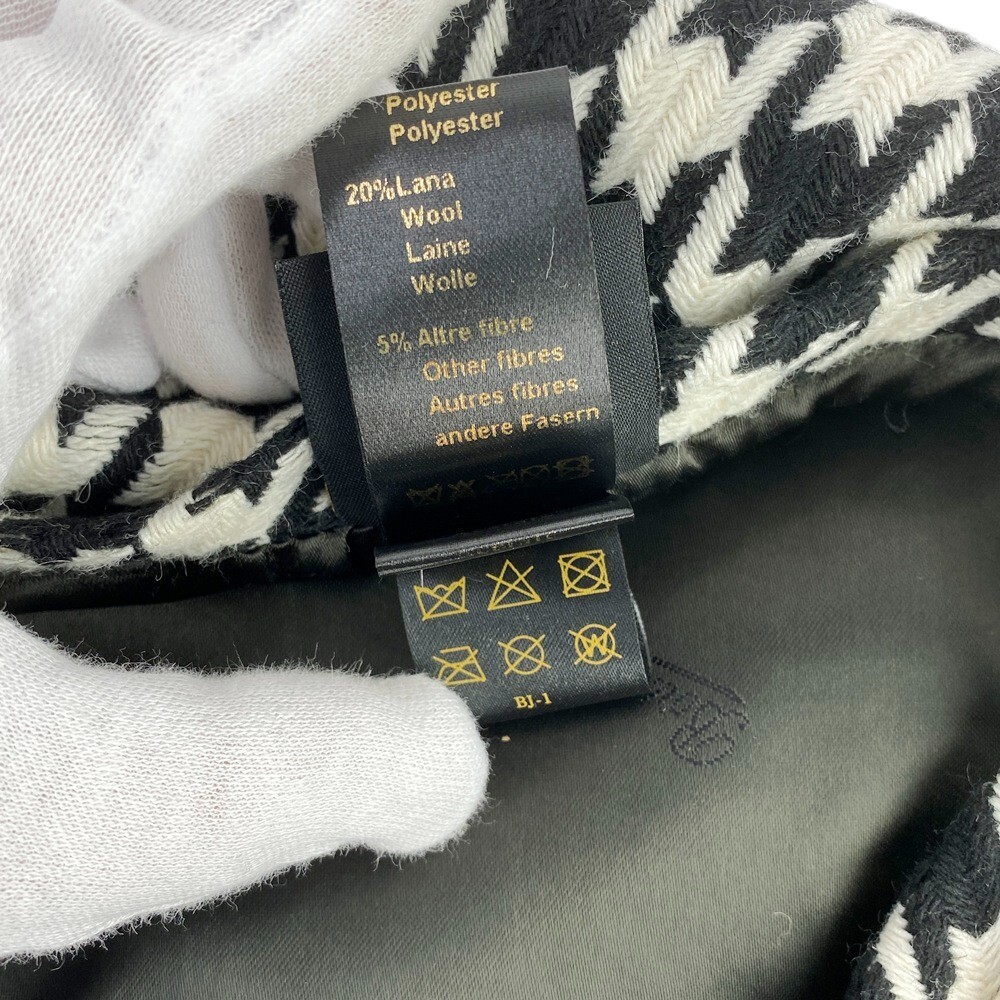 Polyester
Polyester
20% Lana
Wool
Laine
Wolle
5% Altre fibre
Other fibres
Autres fibres
andere Fasern
BJ-1